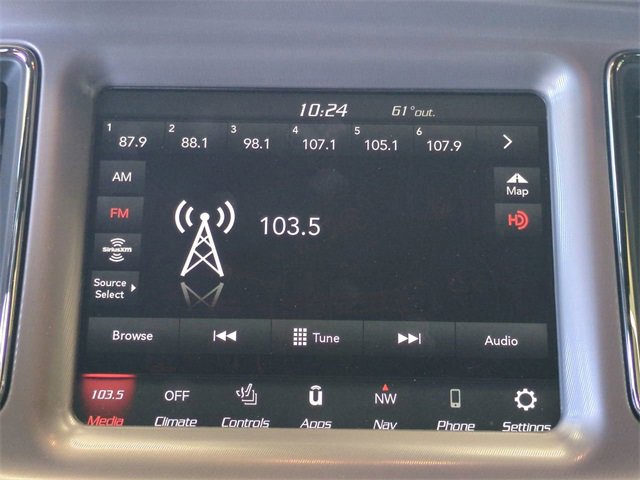 10:24 61°out.
1 87.9 2 88.1 3 98.1 4 107.1 5 105.1 6 107.9
AM
Map
FM
HD
103.5
SiriusXM
Source
Select
Browse Tune Audio
103.5 OFF u NW
Media Climate Controls Apps Nav Phone Settings